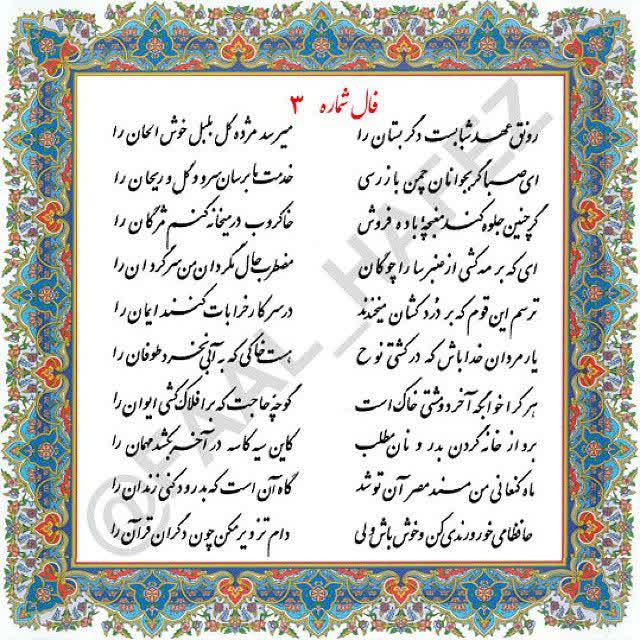 فال شماره ۳
رونق عهد شبابست دگر بستان را میرسد مژده گل بلبل خوش الحان را
ای صبا گر بجوانان چمن باز رسی خدمت ما برسان سرو و گل و ریحان را
گر چنین جلوه کند مغبچهٔ باده فروش خاکروب در میخانه کنم مژگان را
ای که بر مه کشی از عنبر سارا چوگان مضطرب حال مگردان من سرگردان را
ترسم این قوم که بر دُرد کشان میخندند در سر کار خرابات کنند ایمان را
یار مردان خدا باش که در کشتی نوح هست خاکی که به آبی نخرد طوفان را
هر کرا خوابگه آخر دو مشتی خاک است گو چه حاجت که بر افلاک کشی ایوان را
برو از خانه گردون بدر و نان مطلب کاین سیه کاسه در آخر بکشد مهمان را
ماه کنعانی من مسند مصر آن تو شد گاه آن است که بدرود کنی زندان را
حافظا می خور و رندی کن و خوش باش ولی دام تزویر مکن چون دگران قرآن را
@FAAL_HAFEZ